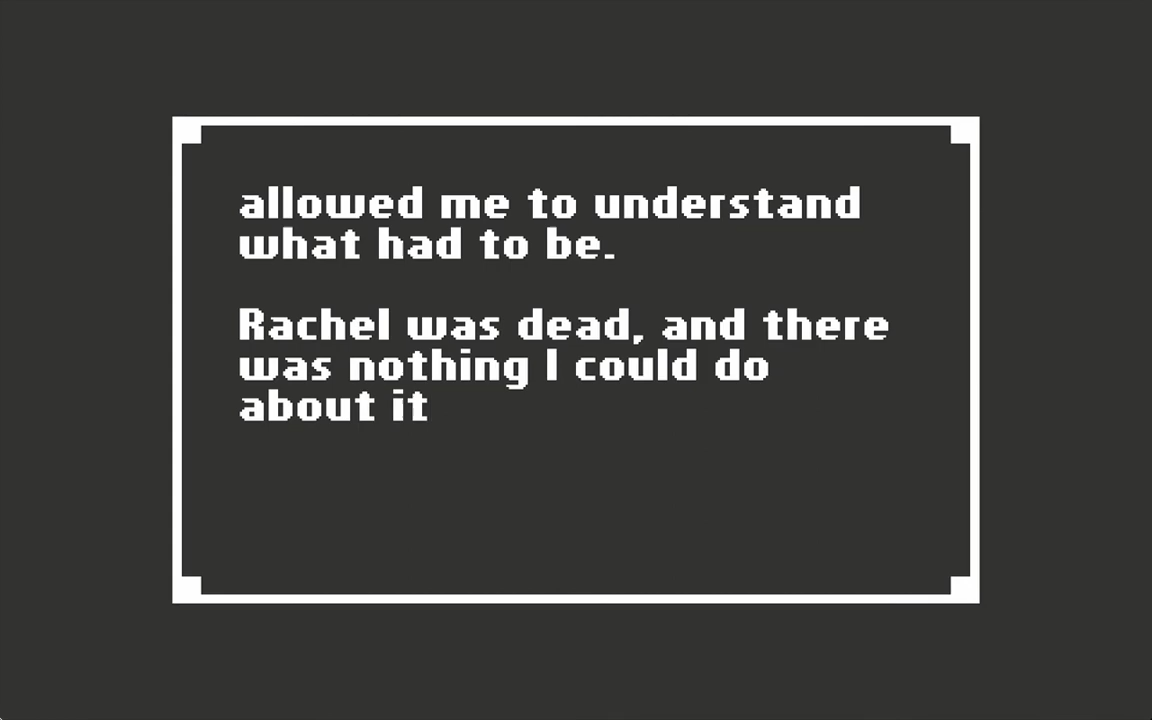 allowed me to understand
what had to be.
Rachel was dead, and there
was nothing I could do
about it